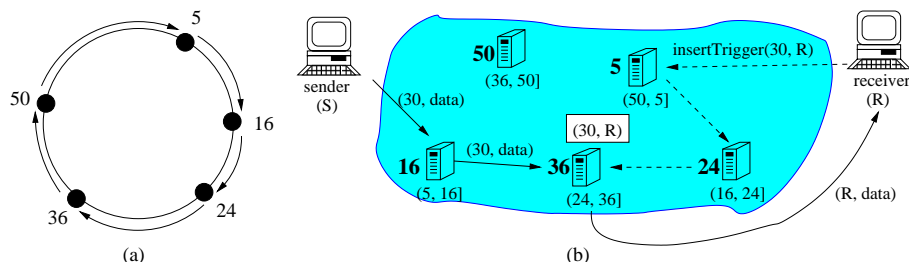 5
50
16
36
24
(a)
sender
(S)
(30, data)
50
(36, 50]
5
(50, 5]
insertTrigger(30, R)
receiver
(R)
(30, R)
16
(5, 16]
(30, data)
36
(24, 36]
24
(16, 24]
(R, data)
(b)